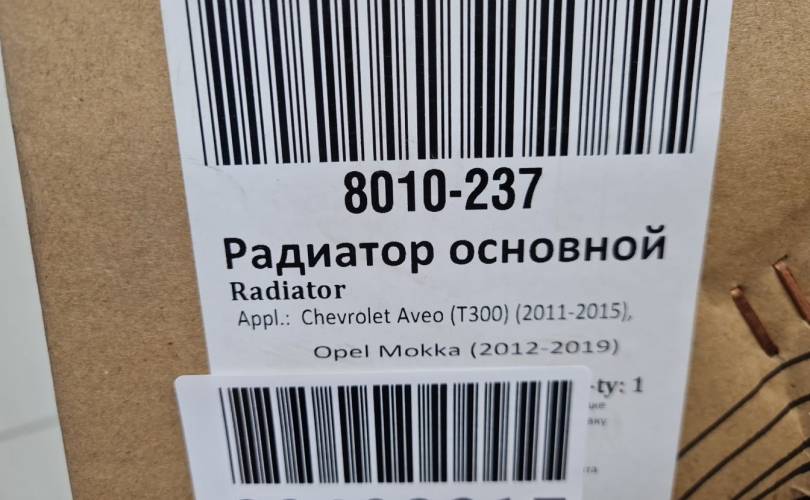 8010-237
Радиатор основной
Radiator
Appl.: Chevrolet Aveo (T300) (2011-2015),
Opel Mokka (2012-2019)
ty: 1